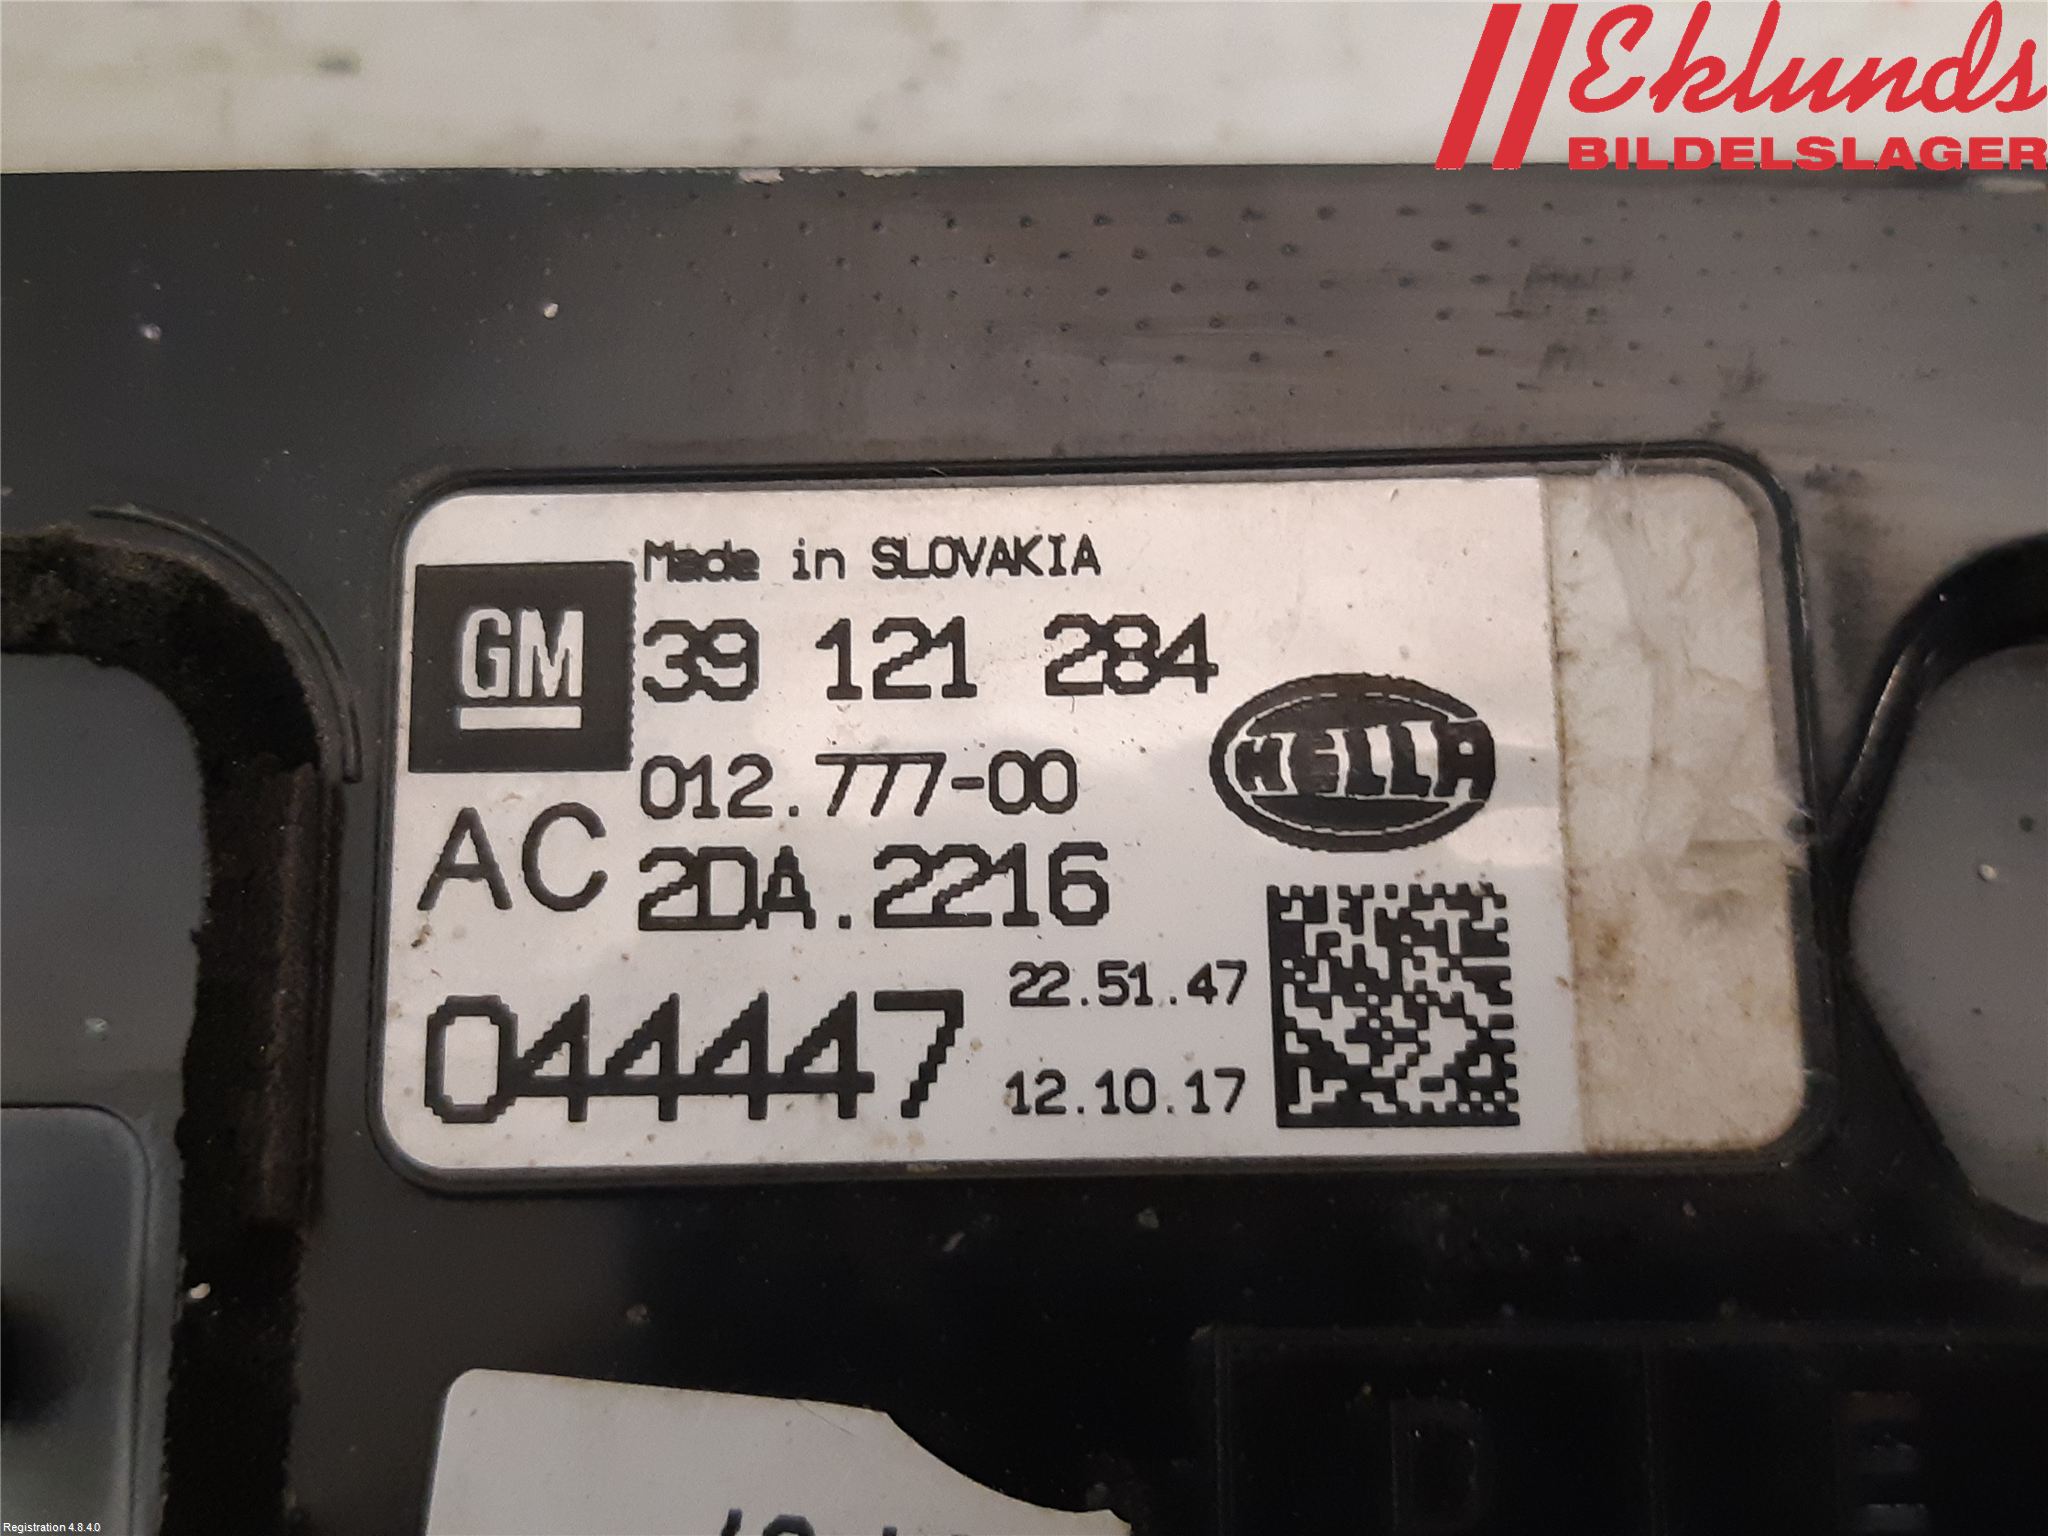 Eklunds
BILDELSLAGER
Made in SLOVAKIA
GM
39 121 284
012.777-00
HELLA
AC
2DA.2216
22.51.47
044447
12.10.17
Registration 4.8.4.0